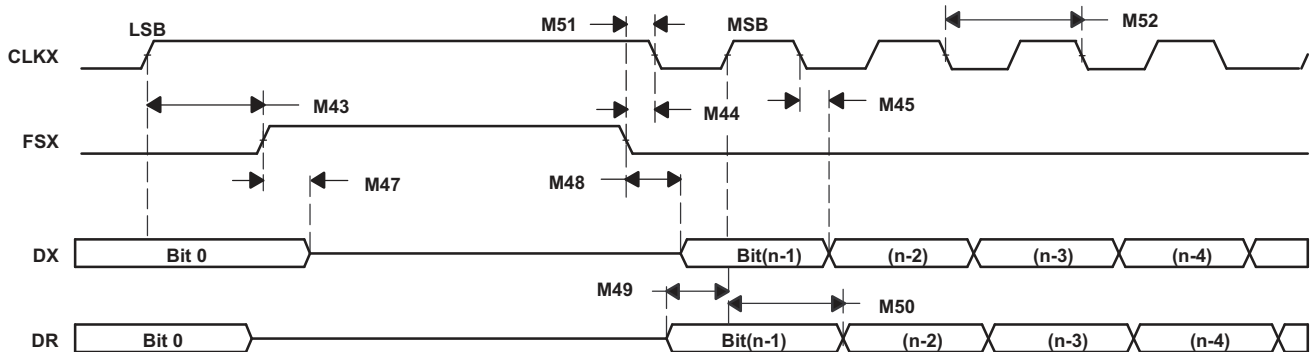 LSB
M51
MSB
M52
CLKX
M43
M44
M45
FSX
M47
M48
DX
Bit 0
Bit(n-1)
(n-2)
(n-3)
(n-4)
M49
M50
DR
Bit 0
Bit(n-1)
(n-2)
(n-3)
(n-4)